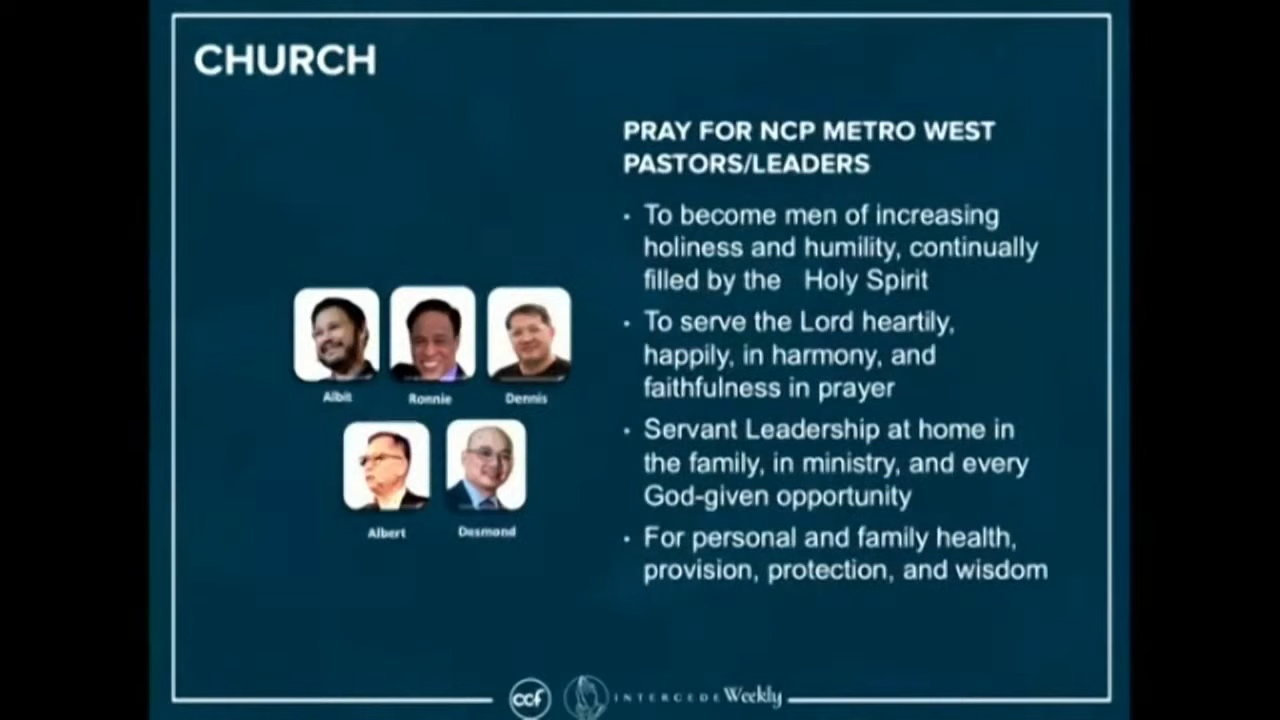 CHURCH
PRAY FOR NCP METRO WEST
PASTORS/LEADERS
• To become men of increasing
holiness and humility, continually
filled by the Holy Spirit
• To serve the Lord heartily,
happily, in harmony, and
faithfulness in prayer
• Servant Leadership at home in
the family, in ministry, and every
God-given opportunity
• For personal and family health,
provision, protection, and wisdom
Albit Ronnie Dennis
Albert Desmond
ccf INTERCEDE Weekly